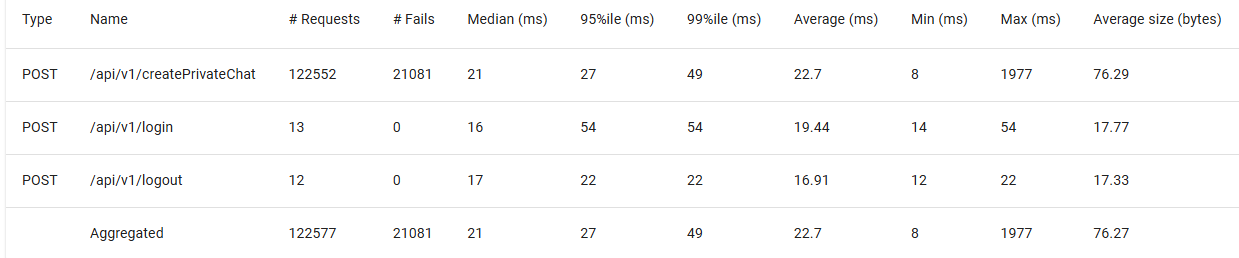 Type Name # Requests # Fails Median (ms) 95%ile (ms) 99%ile (ms) Average (ms) Min (ms) Max (ms) Average size (bytes)
POST /api/v1/createPrivateChat 122552 21081 21 27 49 22.7 8 1977 76.29
POST /api/v1/login 13 0 16 54 54 19.44 14 54 17.77
POST /api/v1/logout 12 0 17 22 22 16.91 12 22 17.33
Aggregated 122577 21081 21 27 49 22.7 8 1977 76.27